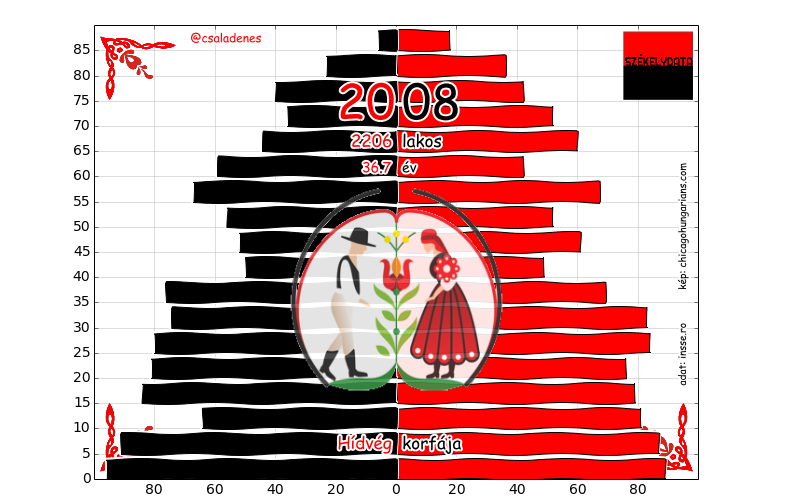 @csaladenes
SZÉKELYDATA
2008
2206 lakos
36.7 év
kép: chicagohungarians.com
adat: insse.ro
Hídvég korfája
85
80
75
70
65
60
55
50
45
40
35
30
25
20
15
10
5
0
80 60 40 20 0 20 40 60 80